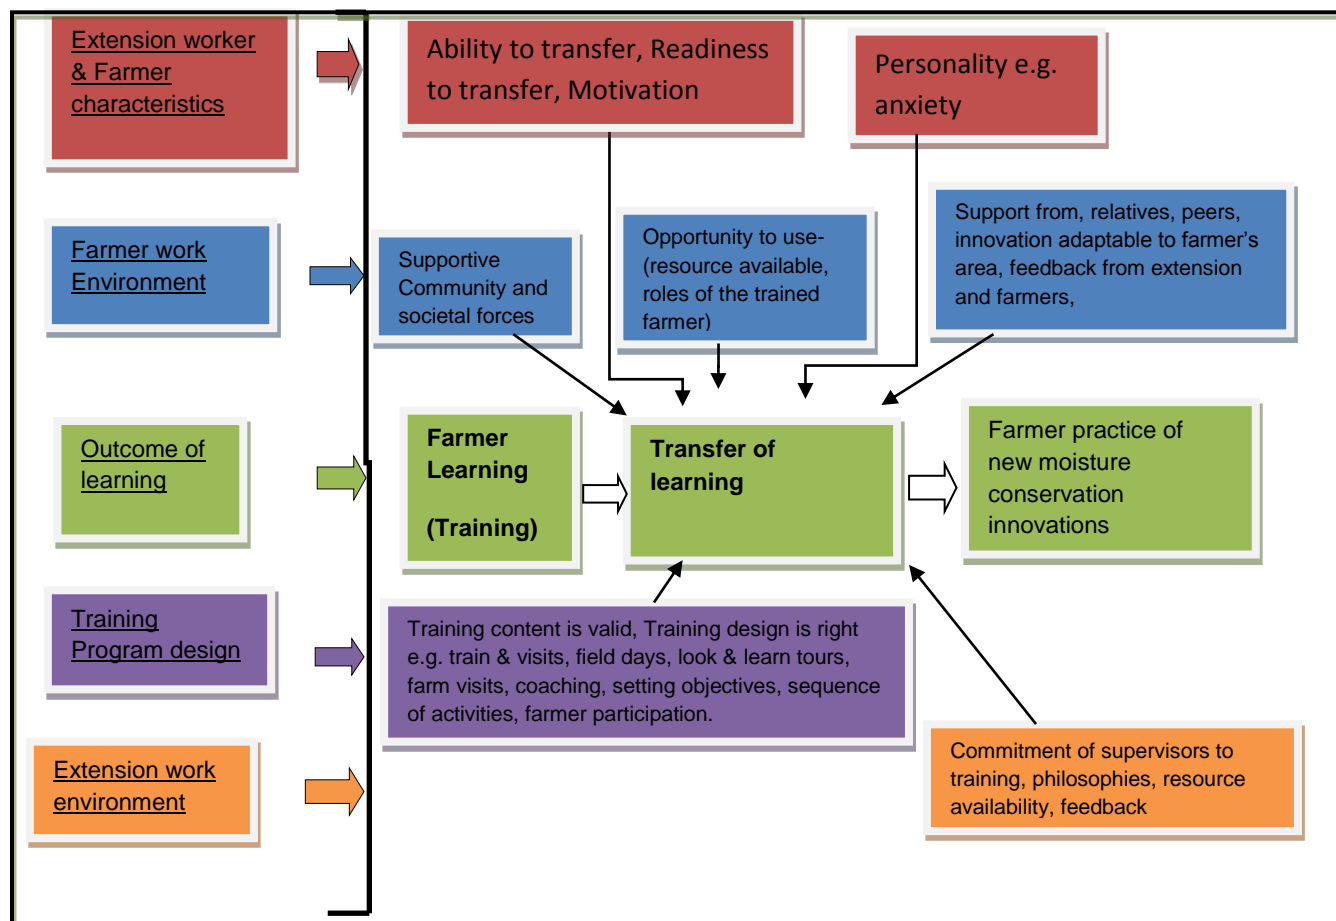 Extension worker
& Farmer
characteristics
Ability to transfer, Readiness
to transfer, Motivation
Personality e.g.
anxiety
Farmer work
Environment
Supportive
Community and
societal forces
Opportunity to use-
(resource available,
roles of the trained
farmer)
Support from, relatives, peers,
innovation adaptable to farmer’s
area, feedback from extension
and farmers,
Outcome of
learning
Farmer
Learning
(Training)
Transfer of
learning
Farmer practice of
new moisture
conservation
innovations
Training
Program design
Training content is valid, Training design is right
e.g. train & visits, field days, look & learn tours,
farm visits, coaching, setting objectives, sequence
of activities, farmer participation.
Extension work
environment
Commitment of supervisors to
training, philosophies, resource
availability, feedback